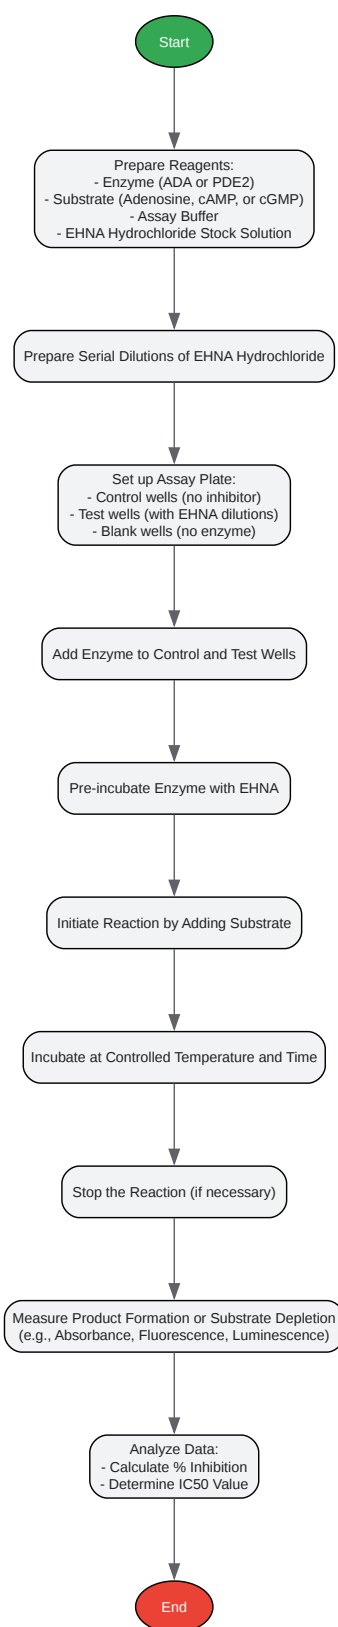 Start
Prepare Reagents:
- Enzyme (ADA or PDE2)
- Substrate (Adenosine, cAMP, or cGMP)
- Assay Buffer
- EHNA Hydrochloride Stock Solution
Prepare Serial Dilutions of EHNA Hydrochloride
Set up Assay Plate:
- Control wells (no inhibitor)
- Test wells (with EHNA dilutions)
- Blank wells (no enzyme)
Add Enzyme to Control and Test Wells
Pre-incubate Enzyme with EHNA
Initiate Reaction by Adding Substrate
Incubate at Controlled Temperature and Time
Stop the Reaction (if necessary)
Measure Product Formation or Substrate Depletion
(e.g., Absorbance, Fluorescence, Luminescence)
Analyze Data:
- Calculate % Inhibition
- Determine IC50 Value
End